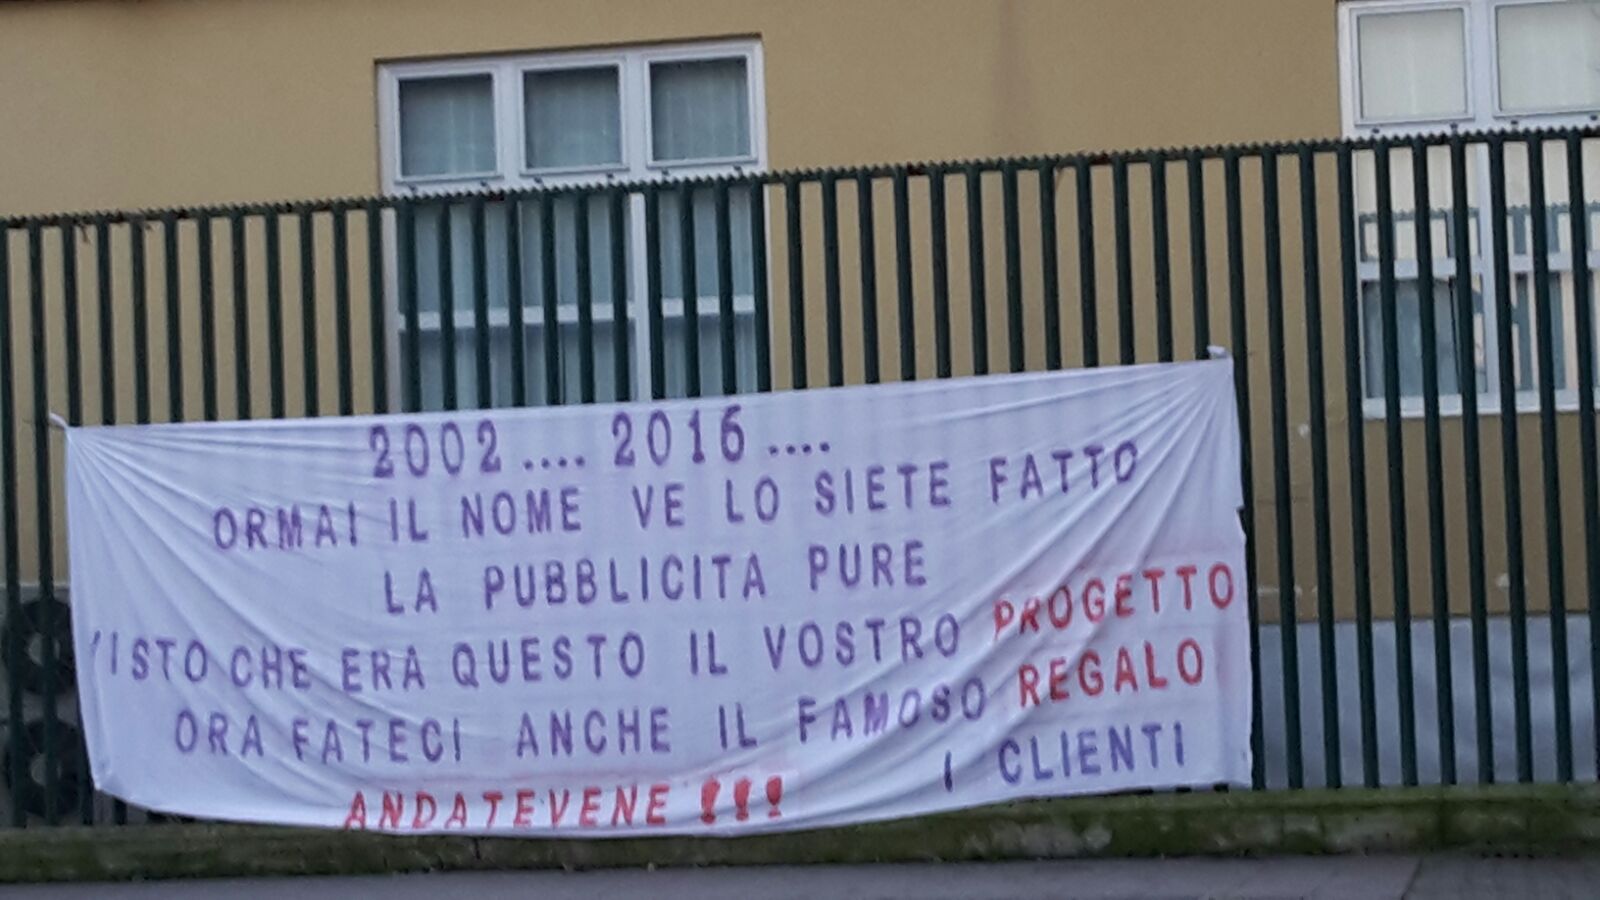 2002.... 2016....
ORMAI IL NOME VE LO SIETE FATTO
LA PUBBLICITA PURE
VISTO CHE ERA QUESTO IL VOSTRO PROGETTO
ORA FATECI ANCHE IL FAMOSO REGALO
ANDATEVENE !!!
I CLIENTI